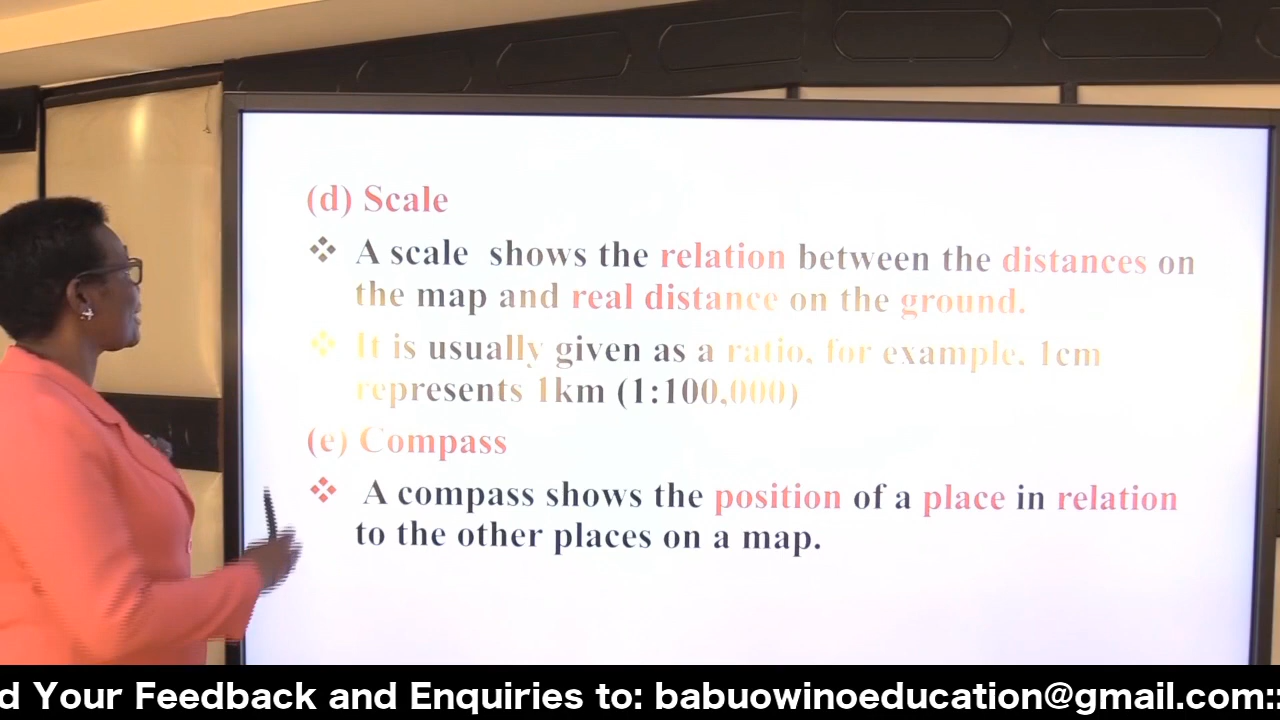 (d) Scale
❖ A scale shows the relation between the distances on
the map and real distance on the ground.
❖ It is usually given as a ratio, for example. 1cm
represents 1km (1:100,000)
(e) Compass
❖ A compass shows the position of a place in relation
to the other places on a map.
d Your Feedback and Enquiries to: babuowinoeducation@gmail.com::